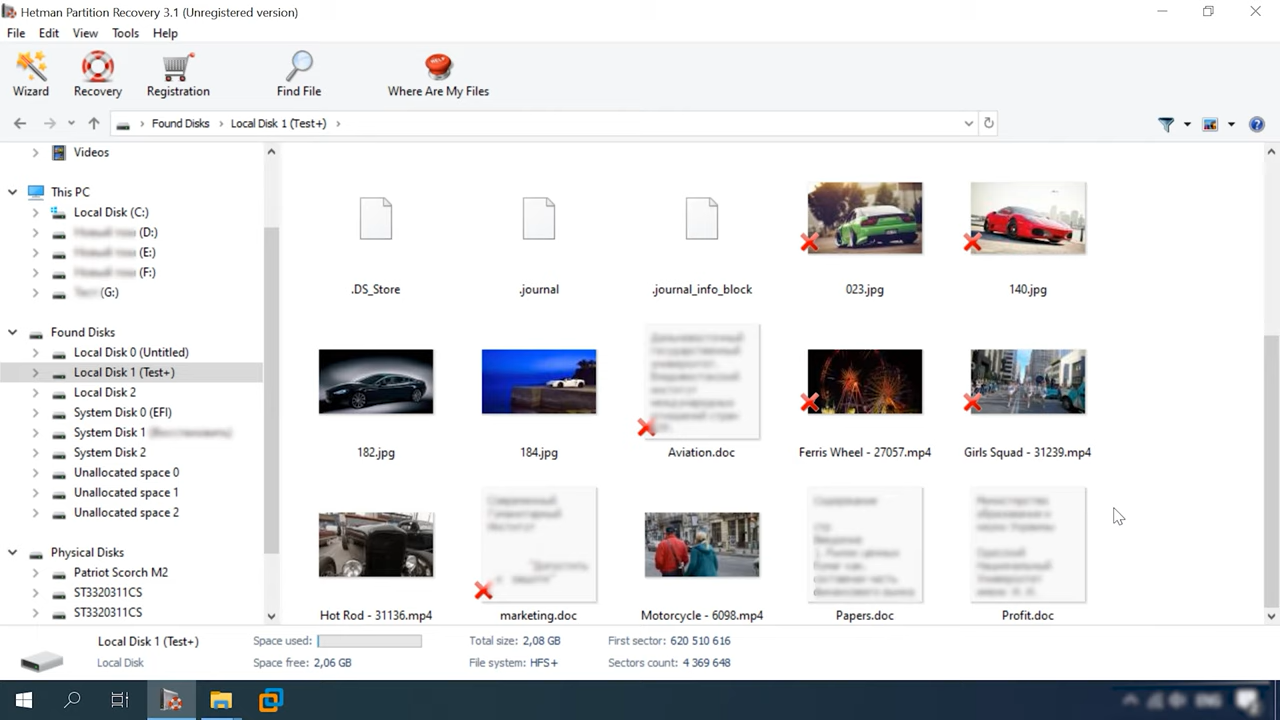 Hetman Partition Recovery 3.1 (Unregistered version)
File Edit View Tools Help
Wizard Recovery Registration Find File Where Are My Files
Found Disks > Local Disk 1 (Test+) >
Videos
This PC
Local Disk (C:)
(D:)
(E:)
(F:)
(G:)
Found Disks
Local Disk 0 (Untitled)
Local Disk 1 (Test+)
Local Disk 2
System Disk 0 (EFI)
System Disk 1
System Disk 2
Unallocated space 0
Unallocated space 1
Unallocated space 2
Physical Disks
Patriot Scorch M2
ST3320311CS
ST3320311CS
.DS_Store .journal .journal_info_block 023.jpg 140.jpg
182.jpg 184.jpg Aviation.doc Ferris Wheel - 27057.mp4 Girls Squad - 31239.mp4
Hot Rod - 31136.mp4 marketing.doc Motorcycle - 6098.mp4 Papers.doc Profit.doc
Local Disk 1 (Test+) Space used: Total size: 2,08 GB First sector: 620 510 616
Local Disk Space free: 2,06 GB File system: HFS+ Sectors count: 4 369 648